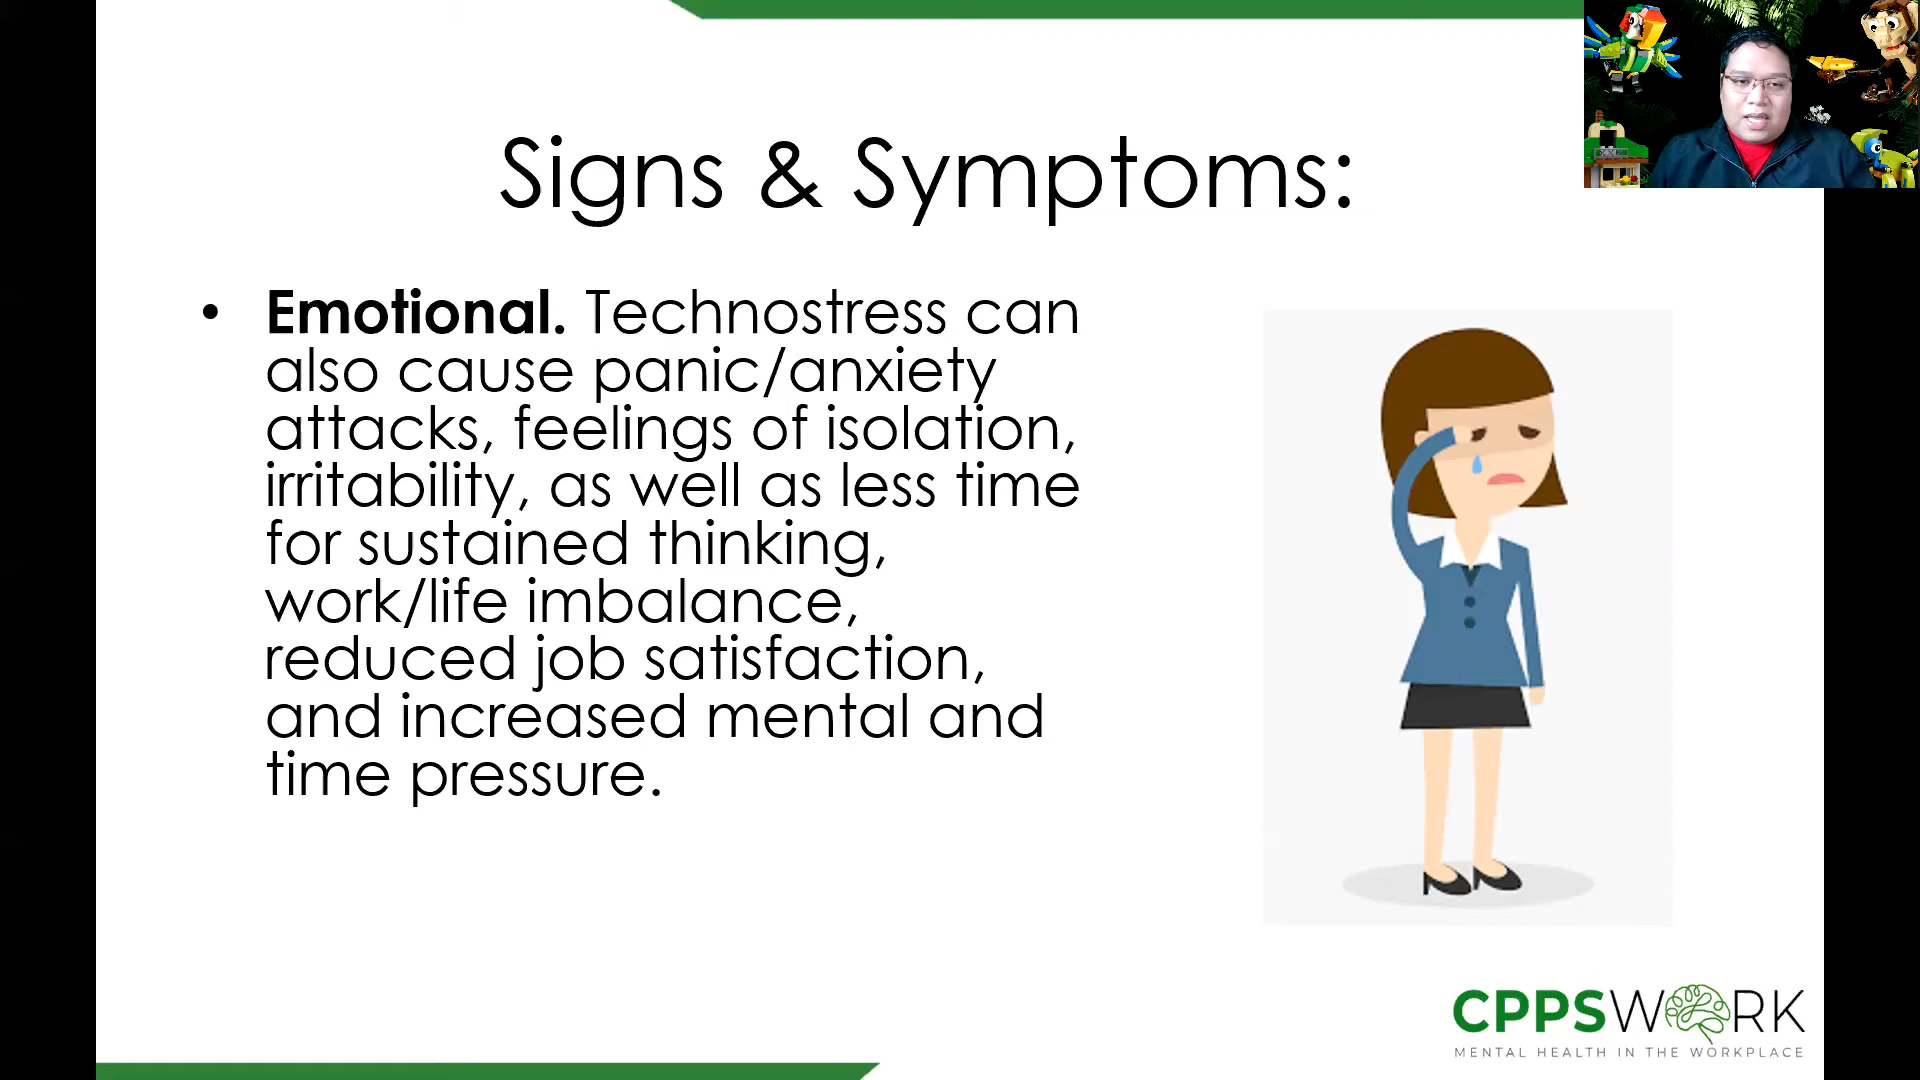 Signs & Symptoms:
• Emotional. Technostress can
also cause panic/anxiety
attacks, feelings of isolation,
irritability, as well as less time
for sustained thinking,
work/life imbalance,
reduced job satisfaction,
and increased mental and
time pressure.
CPPSWORK
MENTAL HEALTH IN THE WORKPLACE